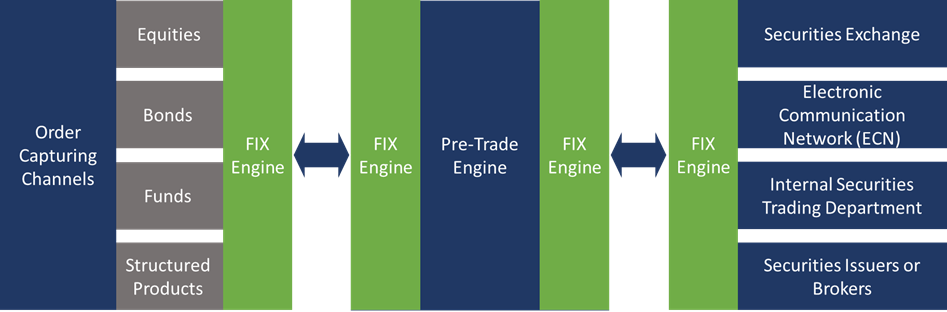 Order
Capturing
Channels
Equities
Bonds
Funds
Structured
Products
FIX
Engine
FIX
Engine
Pre-Trade
Engine
FIX
Engine
FIX
Engine
Securities Exchange
Electronic
Communication
Network (ECN)
Internal Securities
Trading Department
Securities Issuers or
Brokers